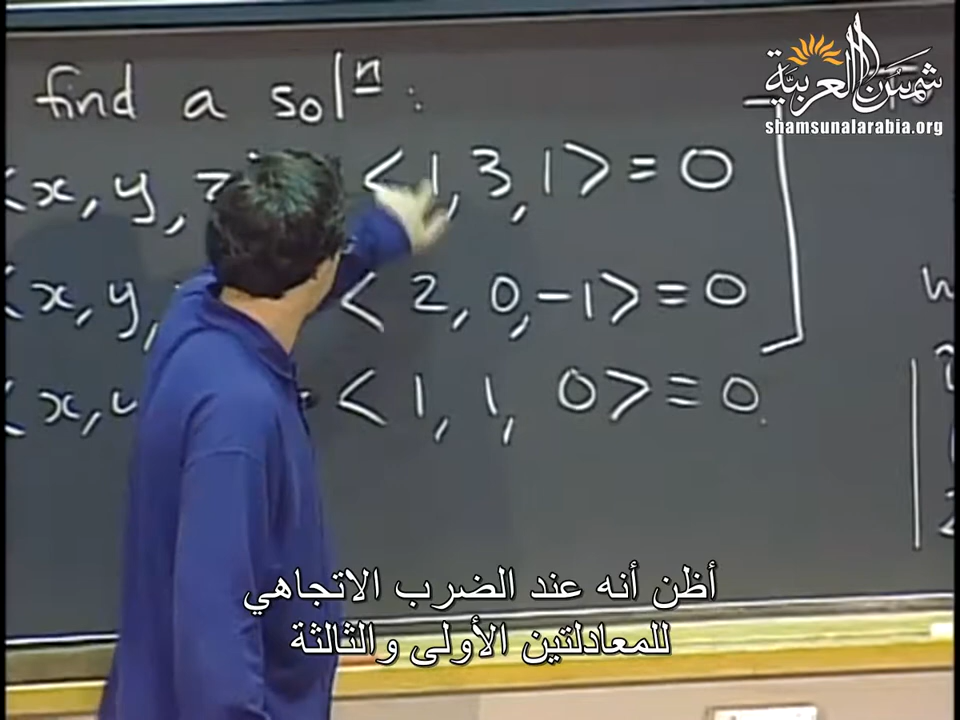 شمس العربية
shamsunalarabia.org
find a solⁿ:
<x, y, z <1, 3, 1> = 0
<x, y, <2, 0, -1> = 0
<x, y <1, 1, 0> = 0.
أظن أنه عند الضرب الاتجاهي
للمعادلتين الأولى والثالثة